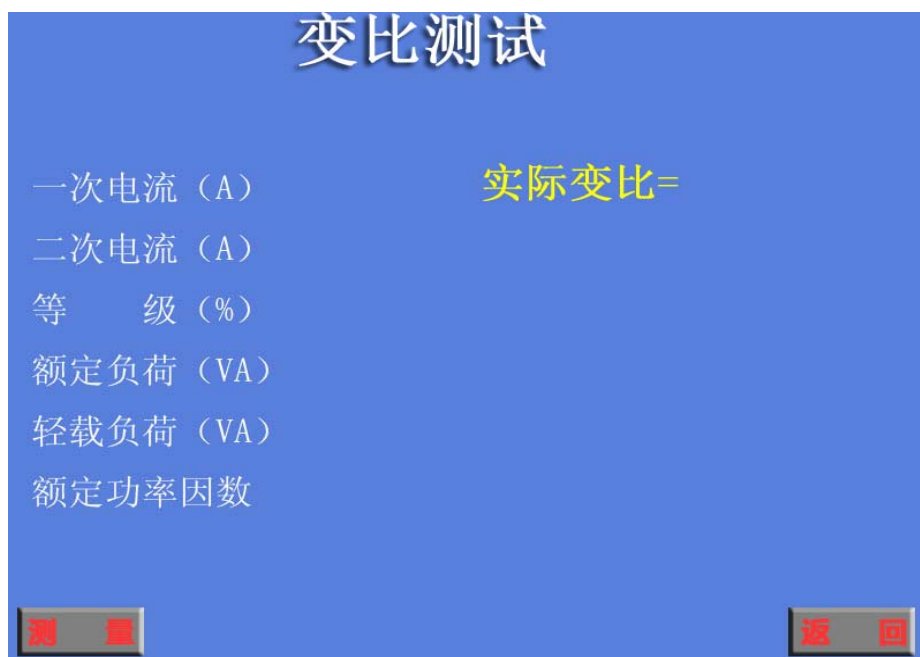 变比测试
一次电流（A）
实际变比=
二次电流（A）
等　　级（%）
额定负荷（VA）
轻载负荷（VA）
额定功率因数
测　量
返　回